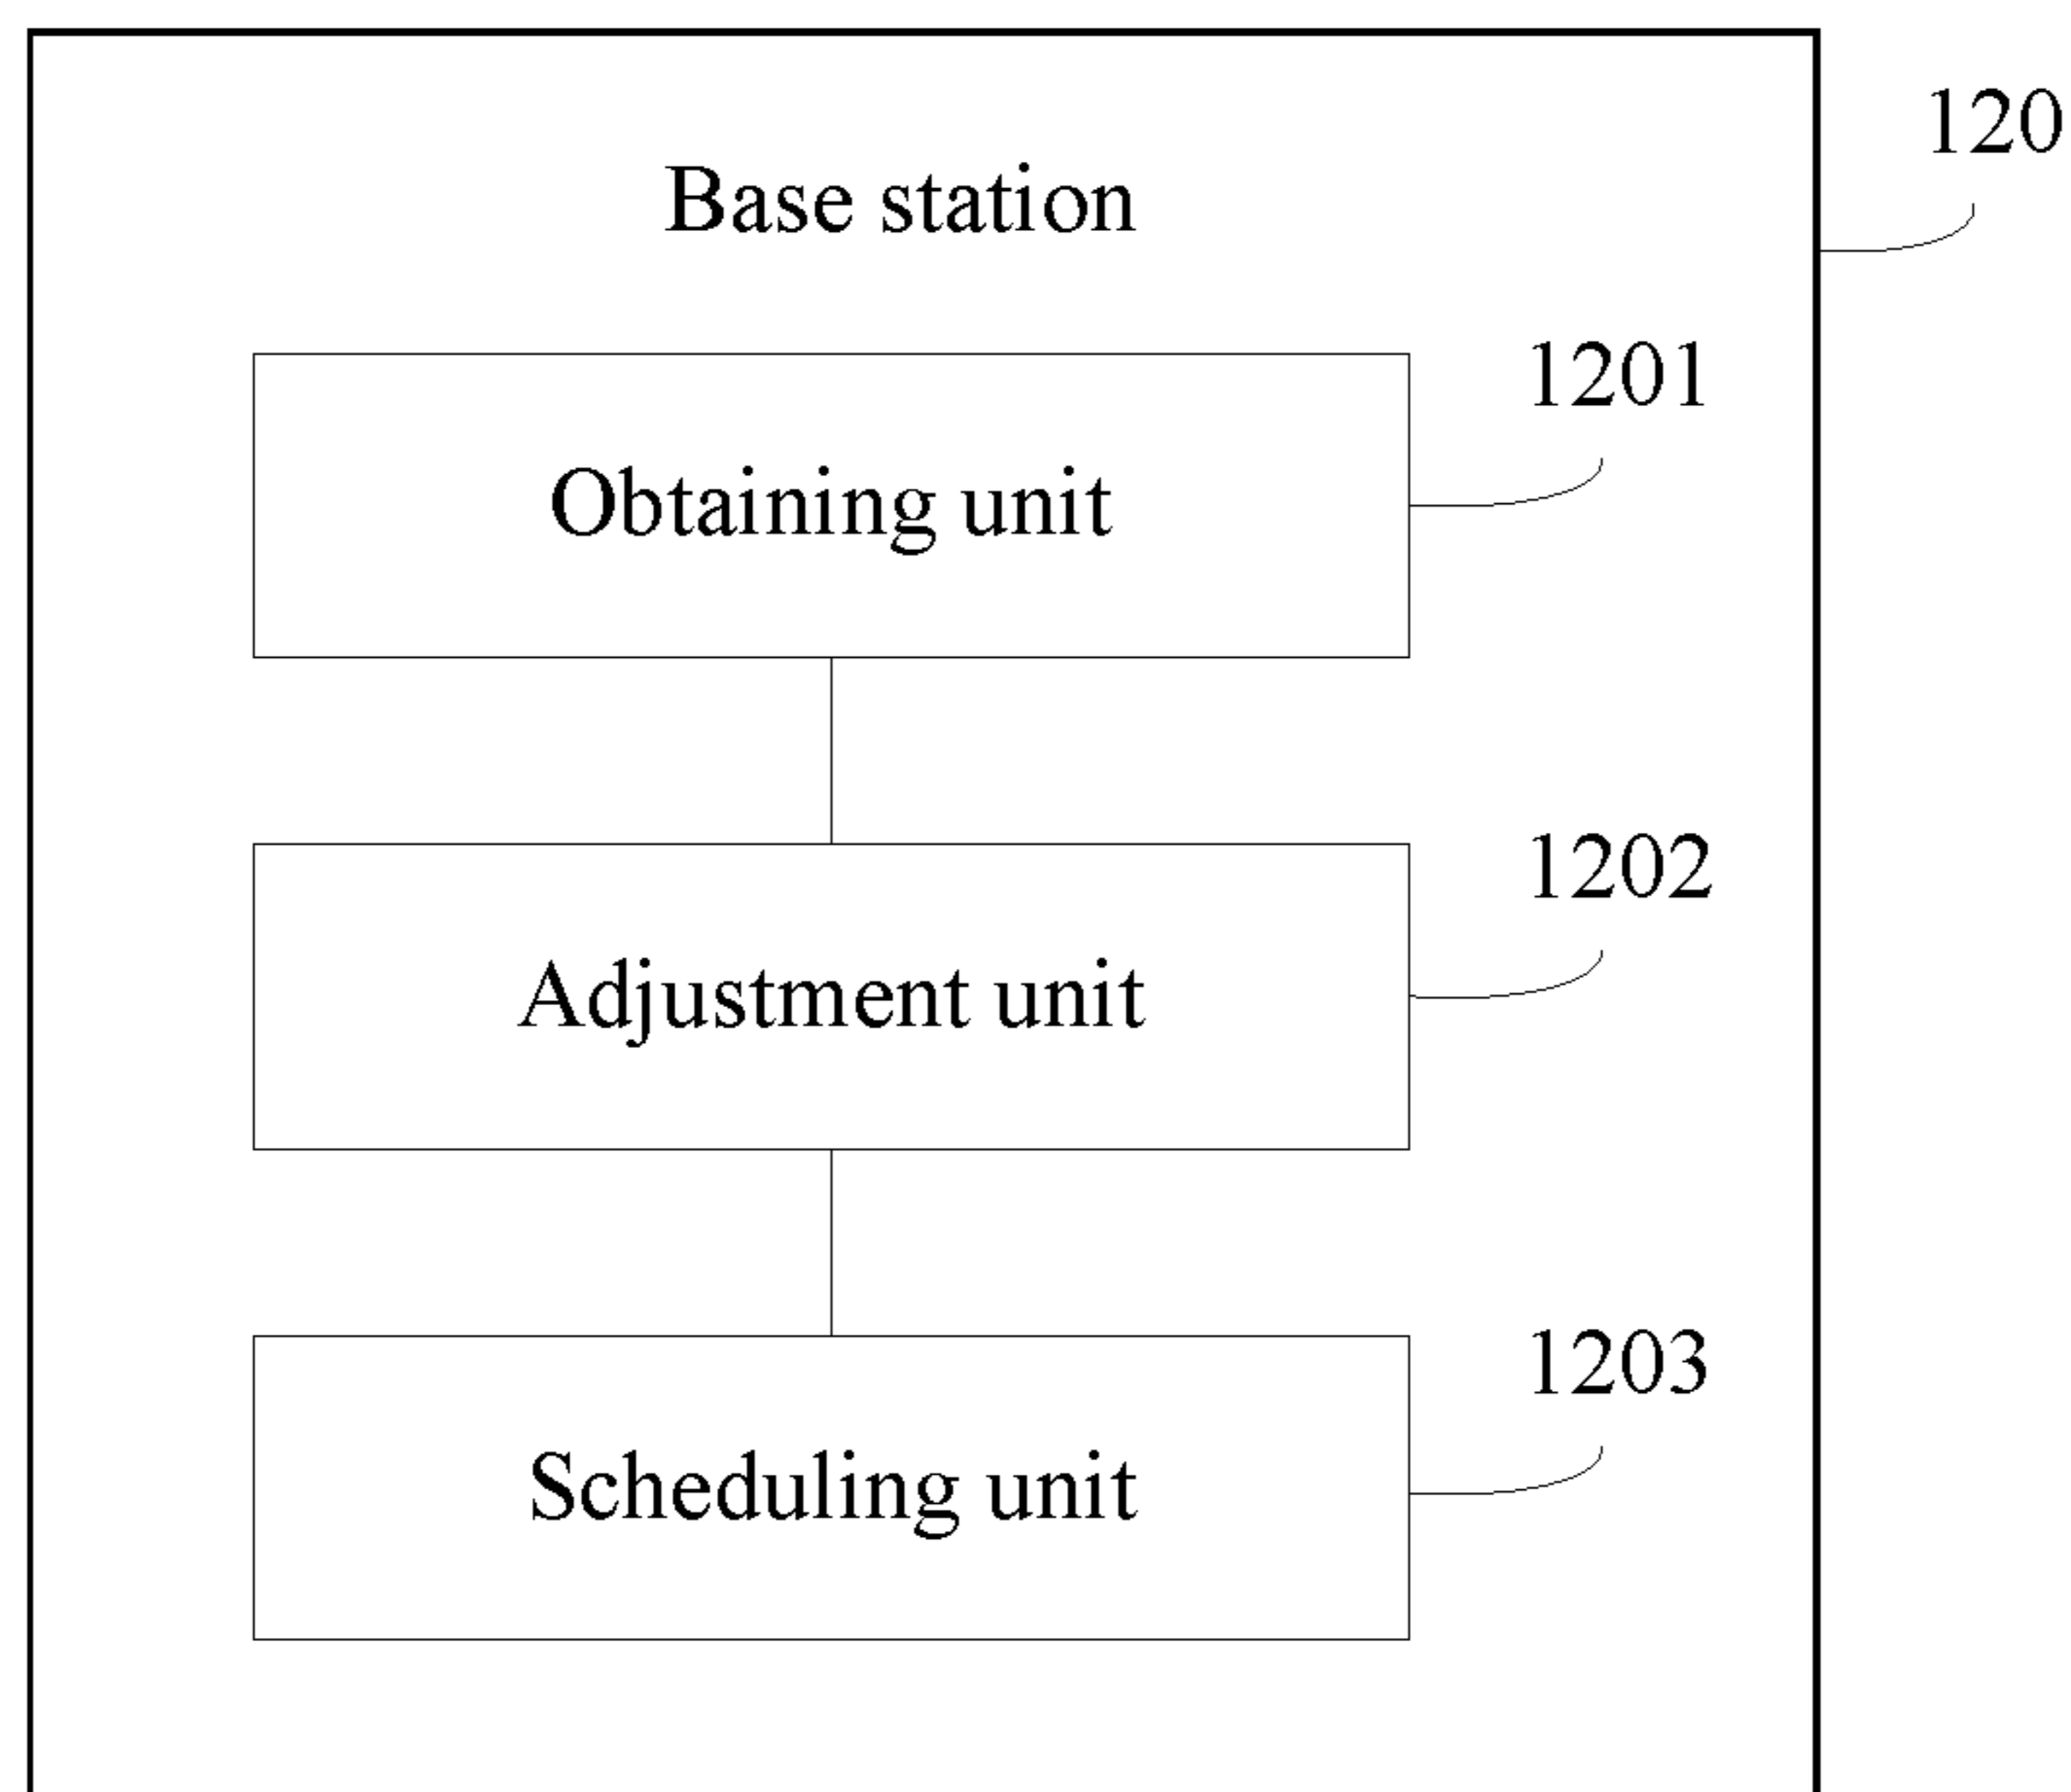 120
Base station
1201
Obtaining unit
1202
Adjustment unit
1203
Scheduling unit